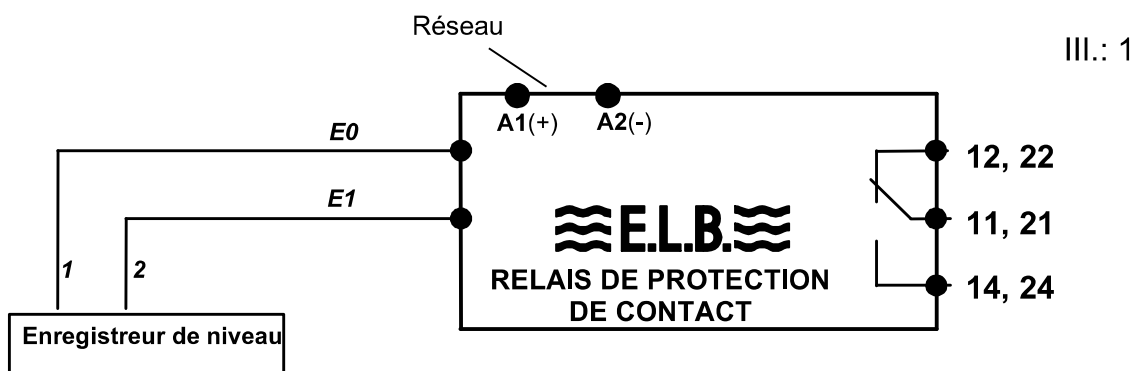 Réseau
III.: 1
A1(+) A2(-)
E0
12, 22
E1
E.L.B.
11, 21
RELAIS DE PROTECTION
DE CONTACT
14, 24
1 2
Enregistreur de niveau